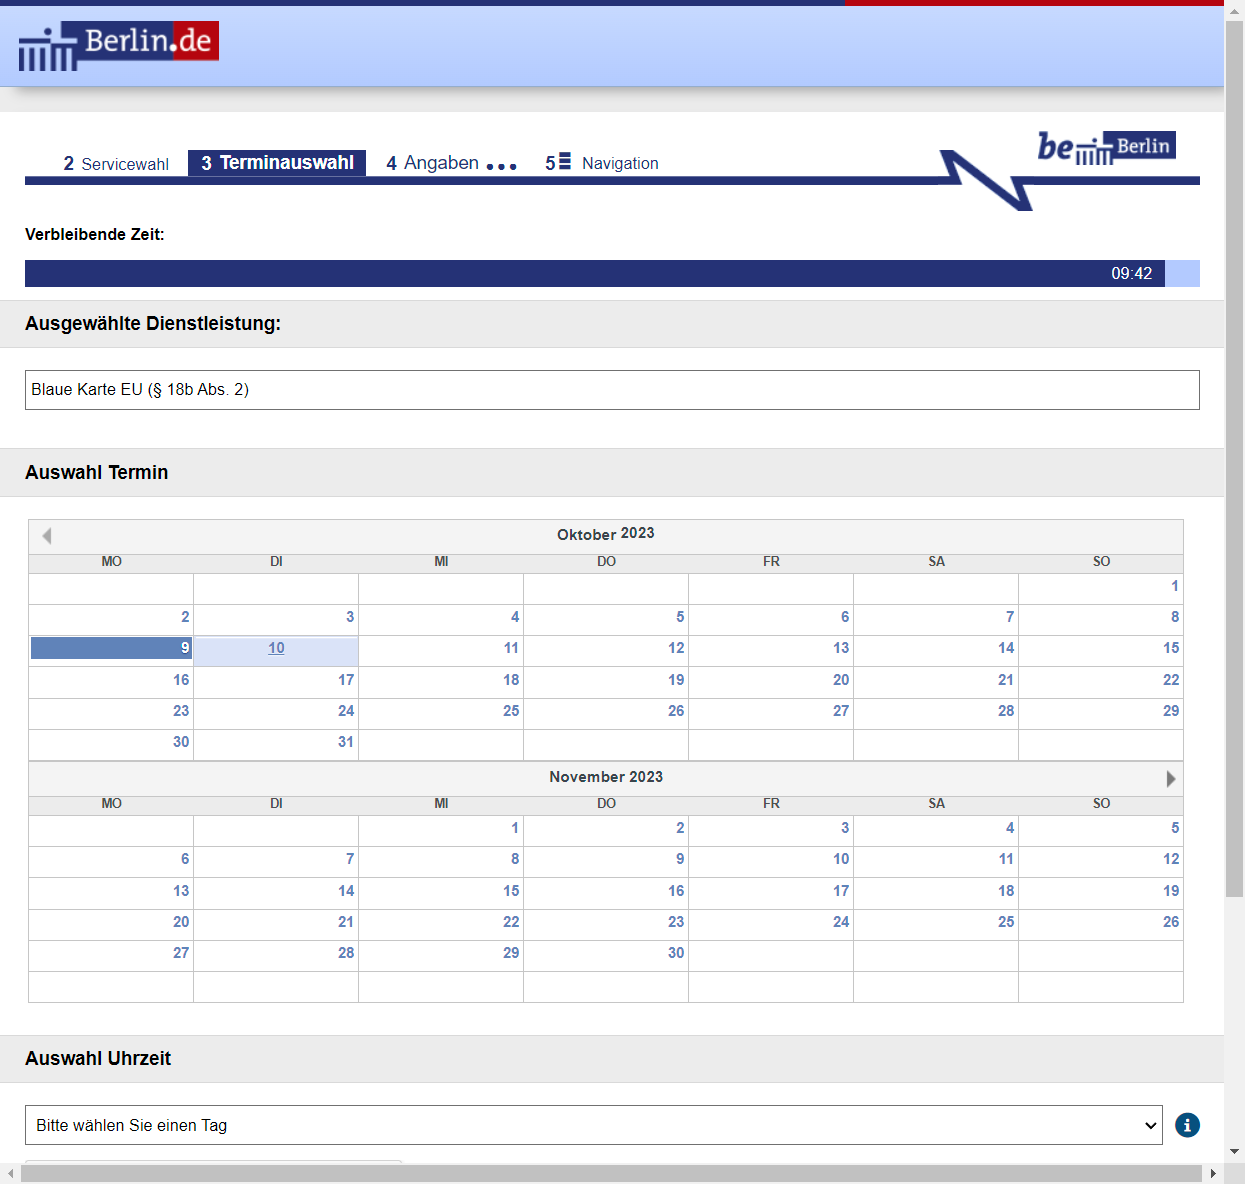 Berlin.de
be Berlin
2 Servicewahl 3 Terminauswahl 4 Angaben 5 Navigation
Verbleibende Zeit:
09:42
Ausgewählte Dienstleistung:
Blaue Karte EU (§ 18b Abs. 2)
Auswahl Termin
Oktober 2023
MO DI MI DO FR SA SO
1
2 3 4 5 6 7 8
9 10 11 12 13 14 15
16 17 18 19 20 21 22
23 24 25 26 27 28 29
30 31
November 2023
MO DI MI DO FR SA SO
1 2 3 4 5
6 7 8 9 10 11 12
13 14 15 16 17 18 19
20 21 22 23 24 25 26
27 28 29 30
Auswahl Uhrzeit
Bitte wählen Sie einen Tag